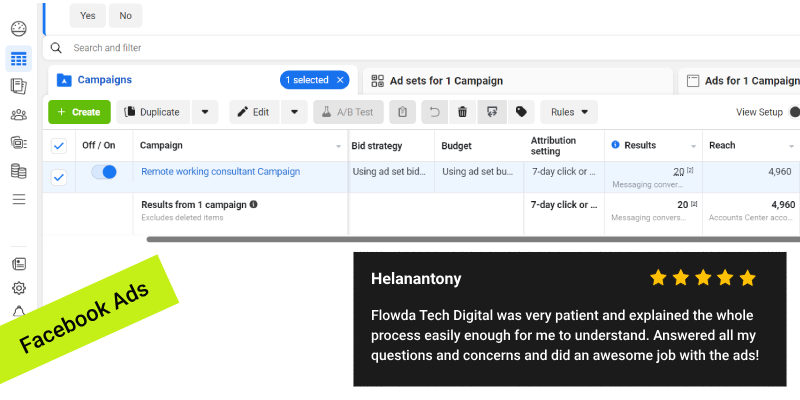 Yes No
Search and filter
Campaigns 1 selected × Ad sets for 1 Campaign Ads for 1 Campaign
+ Create Duplicate Edit A/B Test Rules View Setup
Off / On Campaign Bid strategy Budget Attribution setting Results Reach
Remote working consultant Campaign Using ad set bid... Using ad set bu... 7-day click or ... 20 [2] 4,960
Messaging conver...
Results from 1 campaign 7-day click or ... 20 [2] 4,960
Excludes deleted items Messaging convers... Accounts Center acco...
Facebook Ads
Helanantony
Flowda Tech Digital was very patient and explained the whole
process easily enough for me to understand. Answered all my
questions and concerns and did an awesome job with the ads!